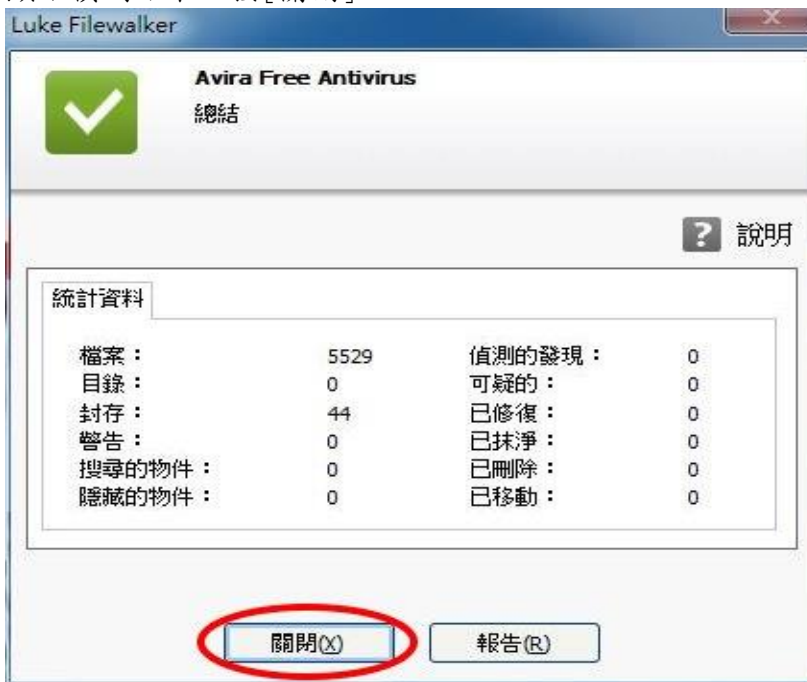 Luke Filewalker
Avira Free Antivirus
總結
說明
統計資料
檔案： 5529 偵測的發現： 0
目錄： 0 可疑的： 0
封存： 44 已修復： 0
警告： 0 已抹淨： 0
搜尋的物件： 0 已刪除： 0
隱藏的物件： 0 已移動： 0
關閉(X) 報告(R)